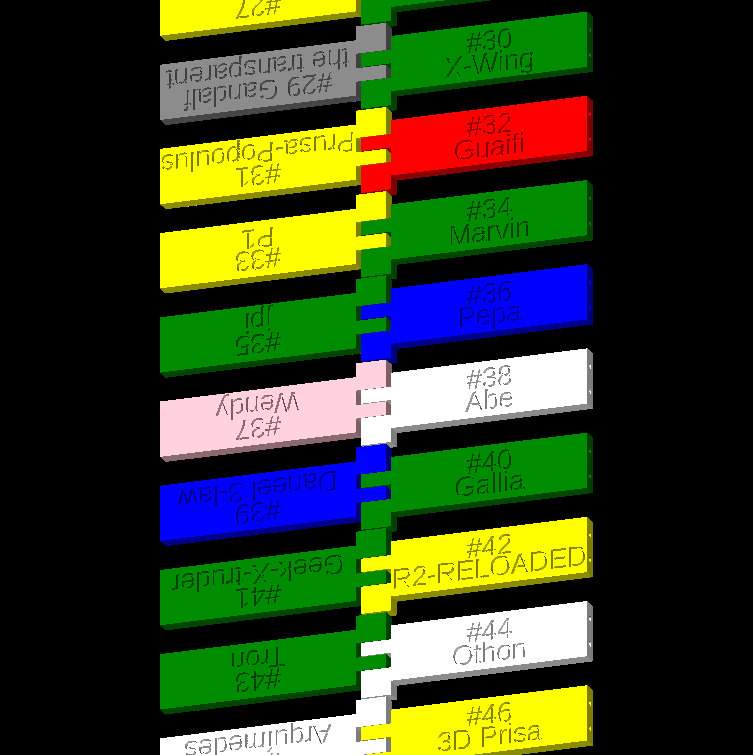 #27
#29 Gandalf
the transparent
#30
X-Wing
#31
Prusa-Popoulus
#32
Guaifi
#33
P1
#34
Marvin
#35
jpi
#36
Pepa
#37
Wendy
#38
Abe
#39
Daneel 3-law
#40
Gallia
#41
Geek-X-truder
#42
R2-RELOADED
#43
Tron
#44
Othon
Arquimedes
#46
3D Prisa